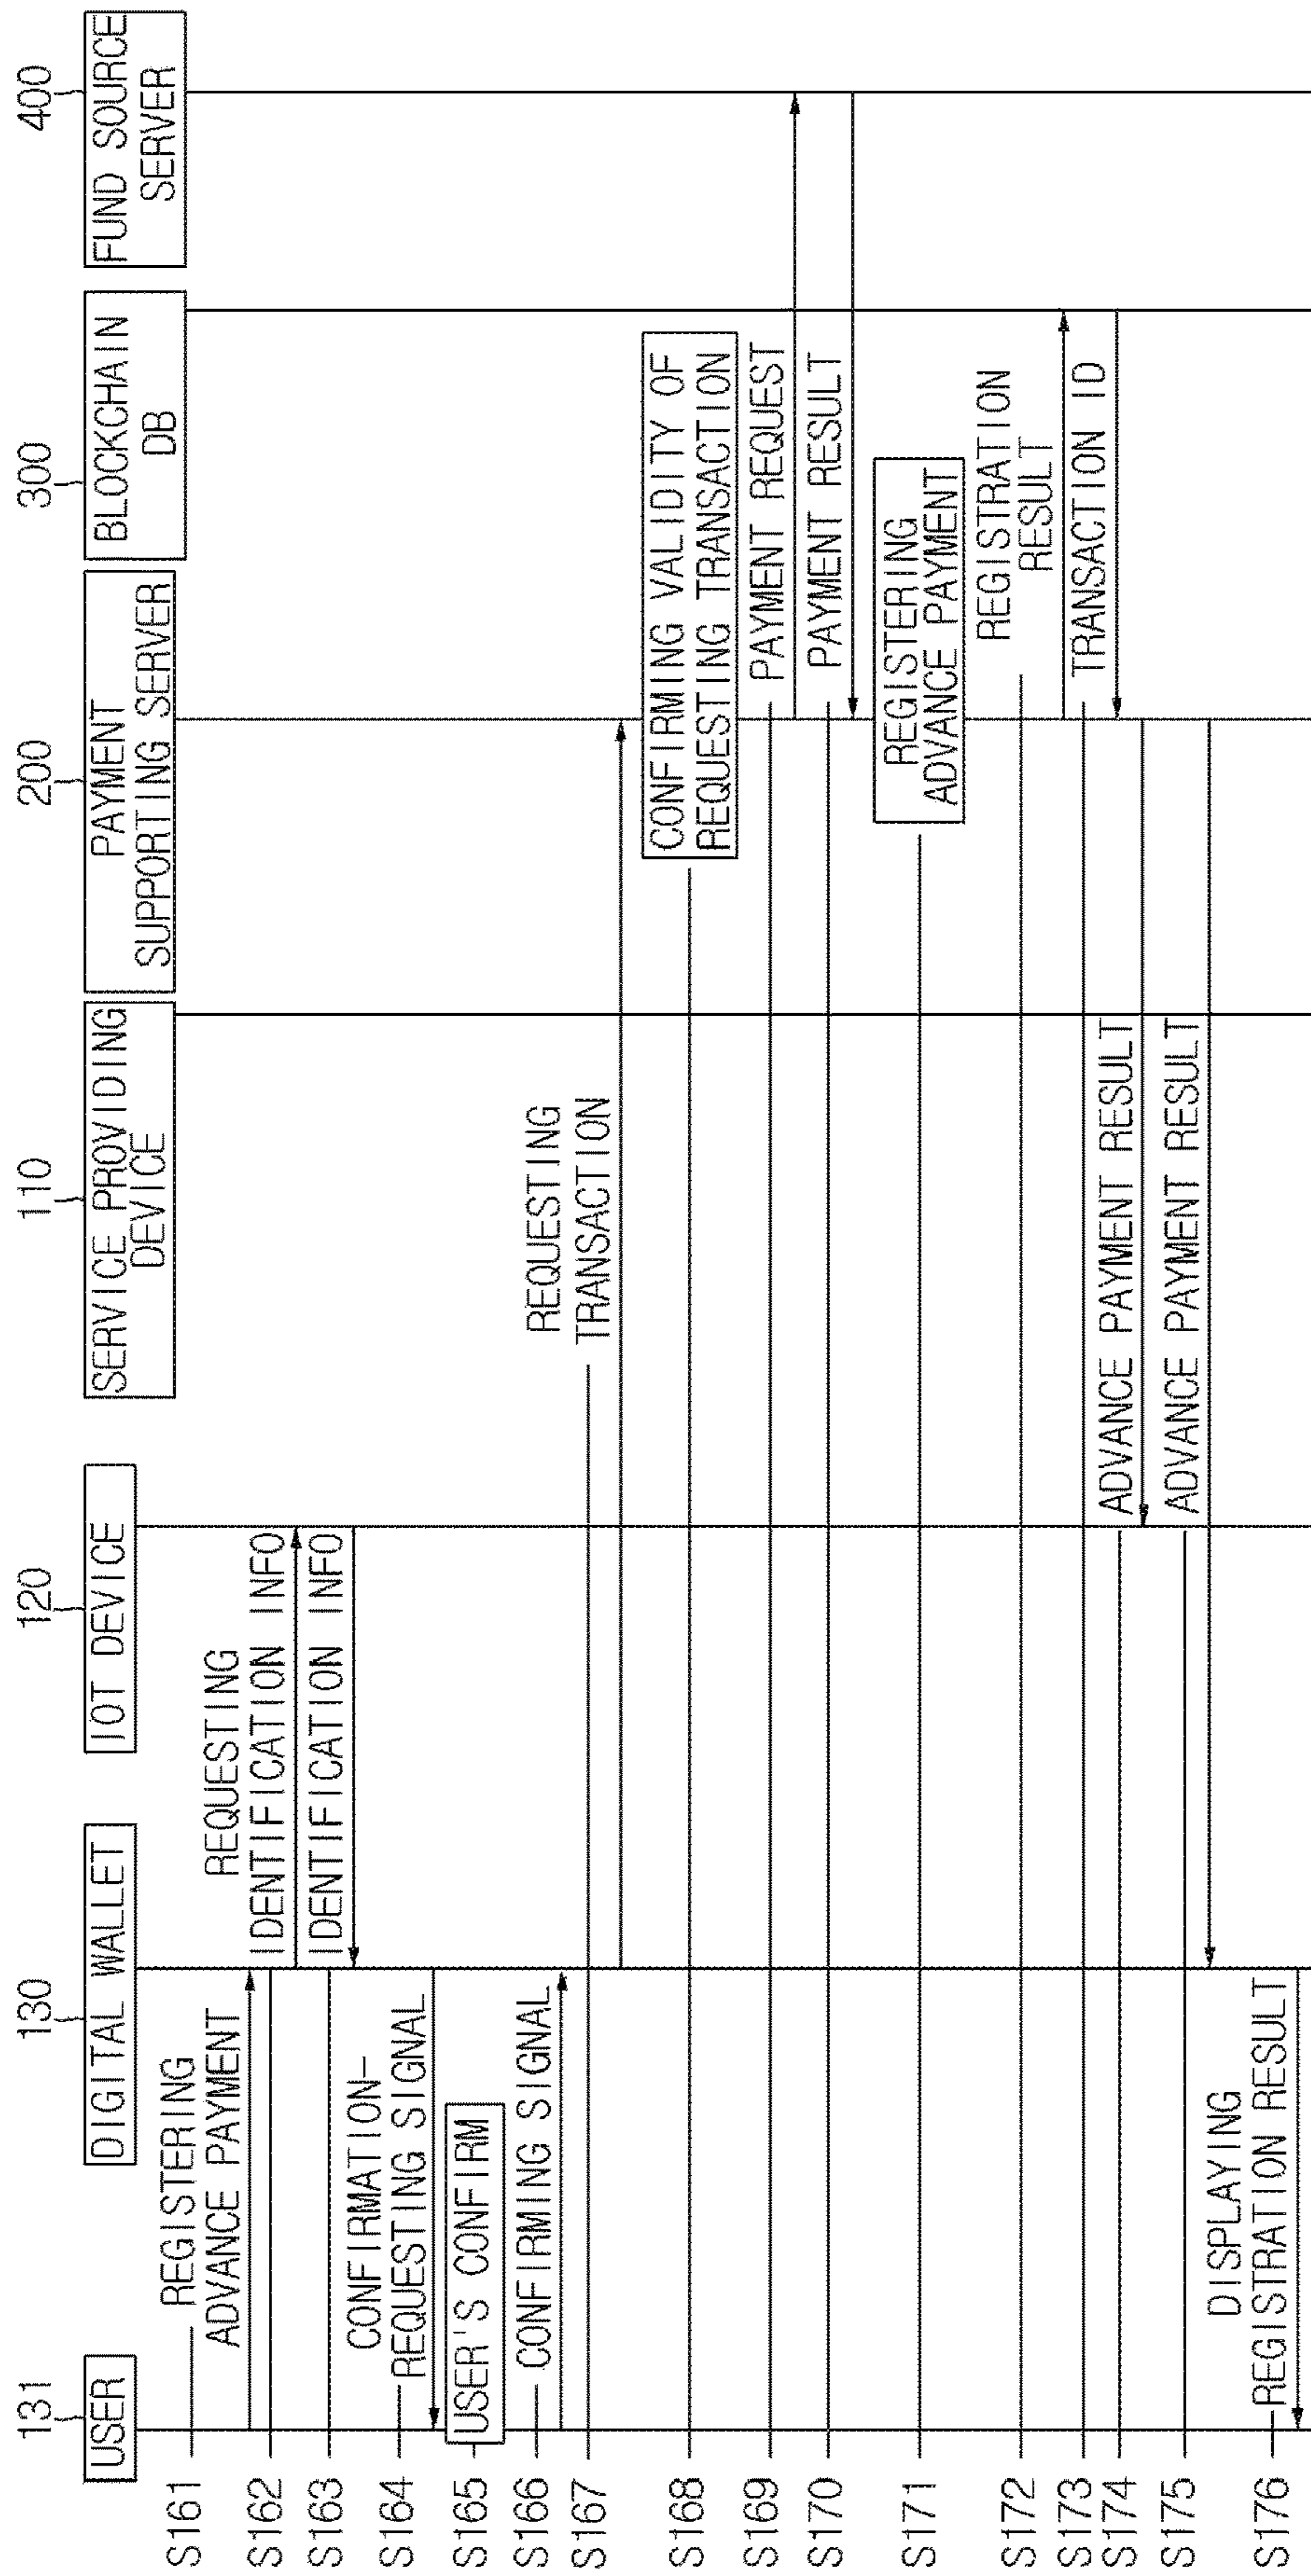 131
USER
130
DIGITAL WALLET
120
IOT DEVICE
110
SERVICE PROVIDING
DEVICE
200
PAYMENT
SUPPORTING SERVER
300
BLOCKCHAIN
DB
400
FUND SOURCE
SERVER
S161
REGISTERING
ADVANCE PAYMENT
S162
REQUESTING
IDENTIFICATION INFO
S163
IDENTIFICATION INFO
S164
CONFIRMATION-
REQUESTING SIGNAL
S165
USER'S CONFIRM
S166
CONFIRMING SIGNAL
S167
REQUESTING
TRANSACTION
S168
CONFIRMING VALIDITY OF
REQUESTING TRANSACTION
S169
PAYMENT REQUEST
S170
PAYMENT RESULT
S171
REGISTERING
ADVANCE PAYMENT
S172
REGISTRATION
RESULT
S173
TRANSACTION ID
S174
ADVANCE PAYMENT RESULT
S175
ADVANCE PAYMENT RESULT
S176
DISPLAYING
REGISTRATION RESULT